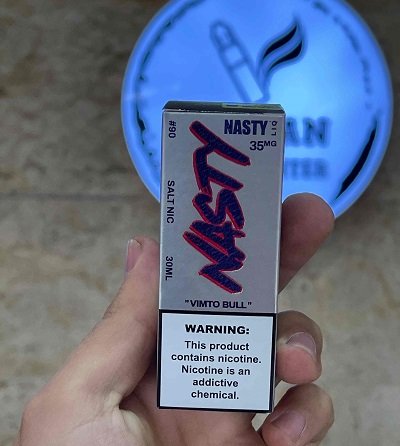 NASTY
LIQ
35MG
#90
SALT NIC
30ML
NASTY
"VIMTO BULL"
WARNING:
This product
contains nicotine.
Nicotine is an
addictive
chemical.